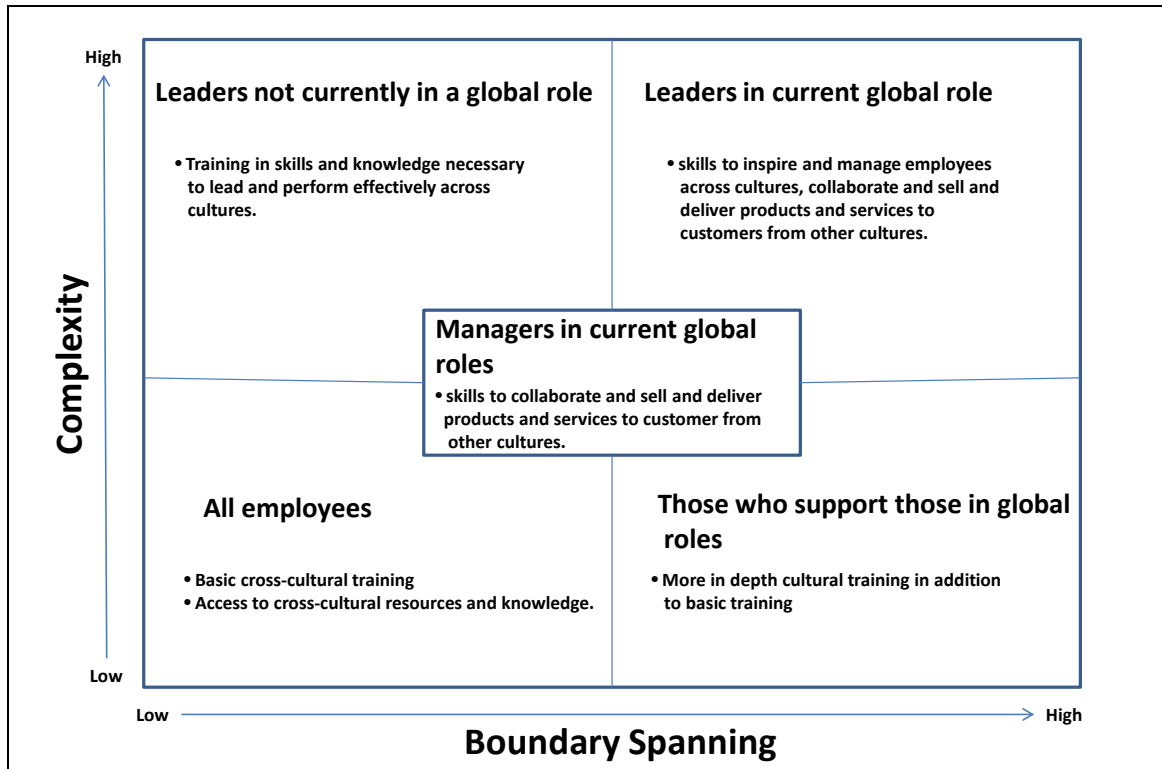 High
Leaders not currently in a global role
• Training in skills and knowledge necessary
to lead and perform effectively across
cultures.
Leaders in current global role
• skills to inspire and manage employees
across cultures, collaborate and sell and
deliver products and services to
customers from other cultures.
Complexity
Managers in current global
roles
• skills to collaborate and sell and deliver
products and services to customer from
other cultures.
All employees
• Basic cross-cultural training
• Access to cross-cultural resources and knowledge.
Those who support those in global
roles
• More in depth cultural training in addition
to basic training
Low
Low
High
Boundary Spanning